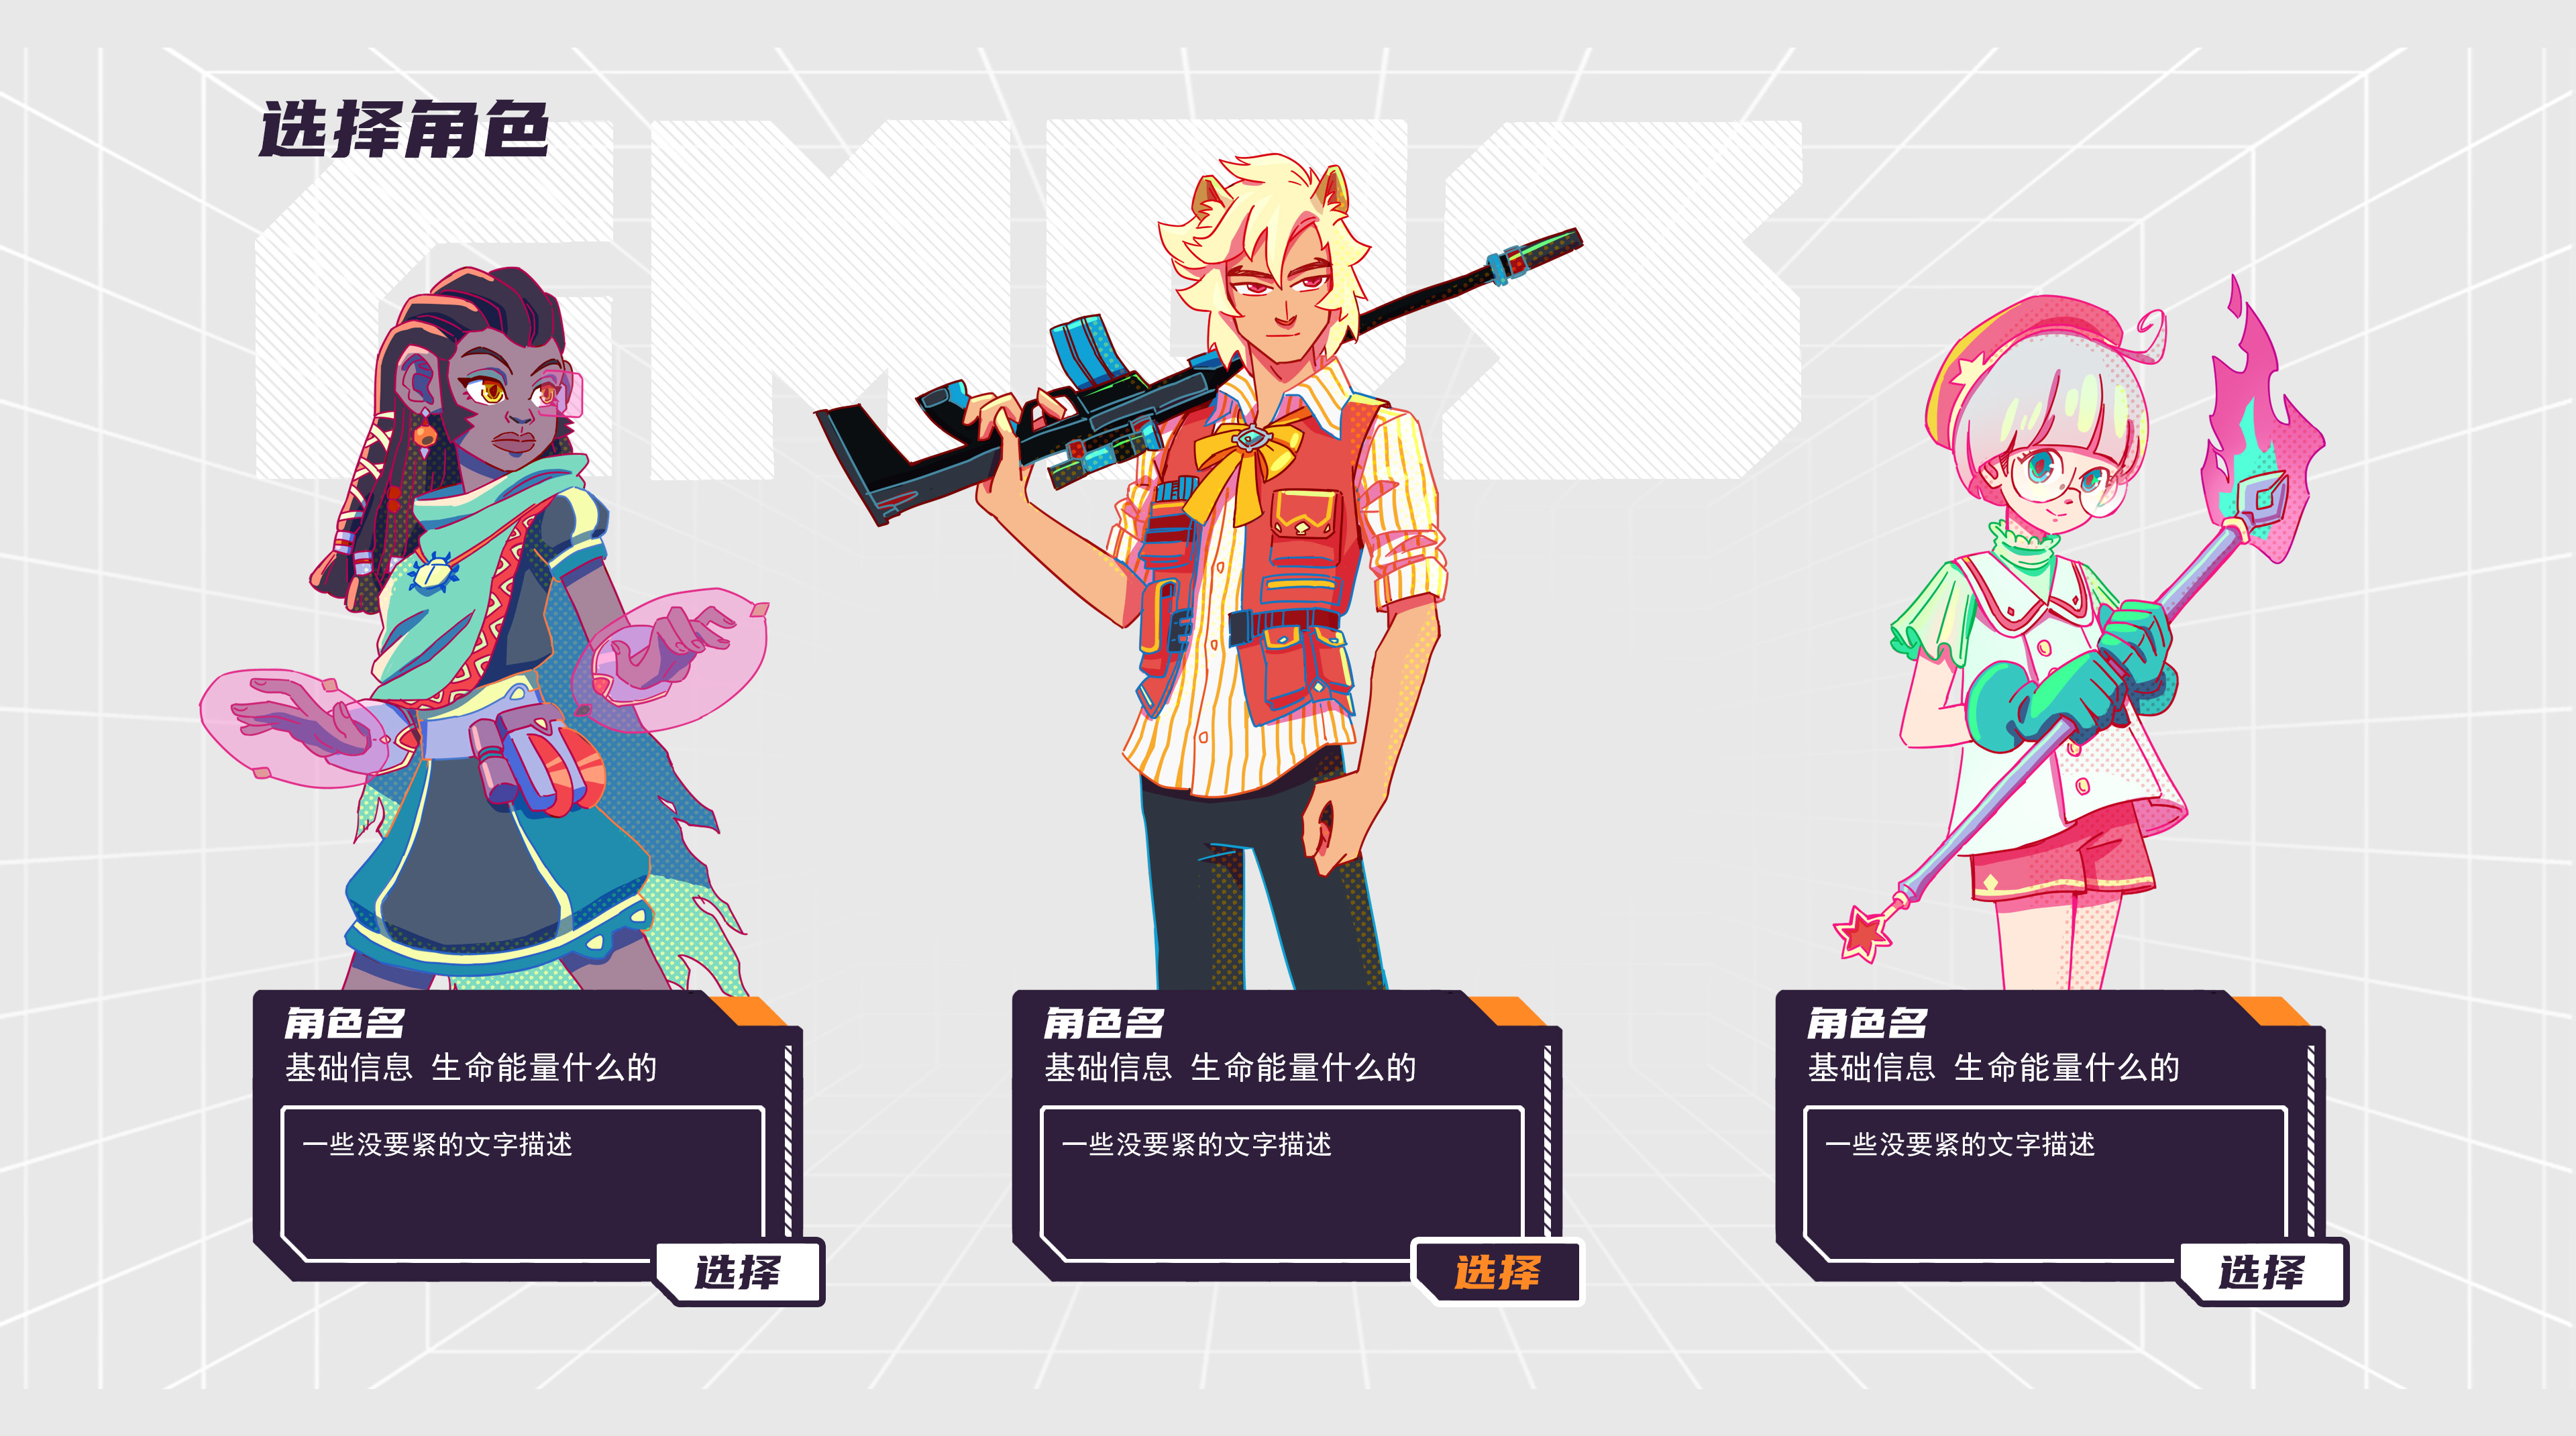 选择角色
角色名
基础信息 生命能量什么的
一些没要紧的文字描述
选择
角色名
基础信息 生命能量什么的
一些没要紧的文字描述
选择
角色名
基础信息 生命能量什么的
一些没要紧的文字描述
选择